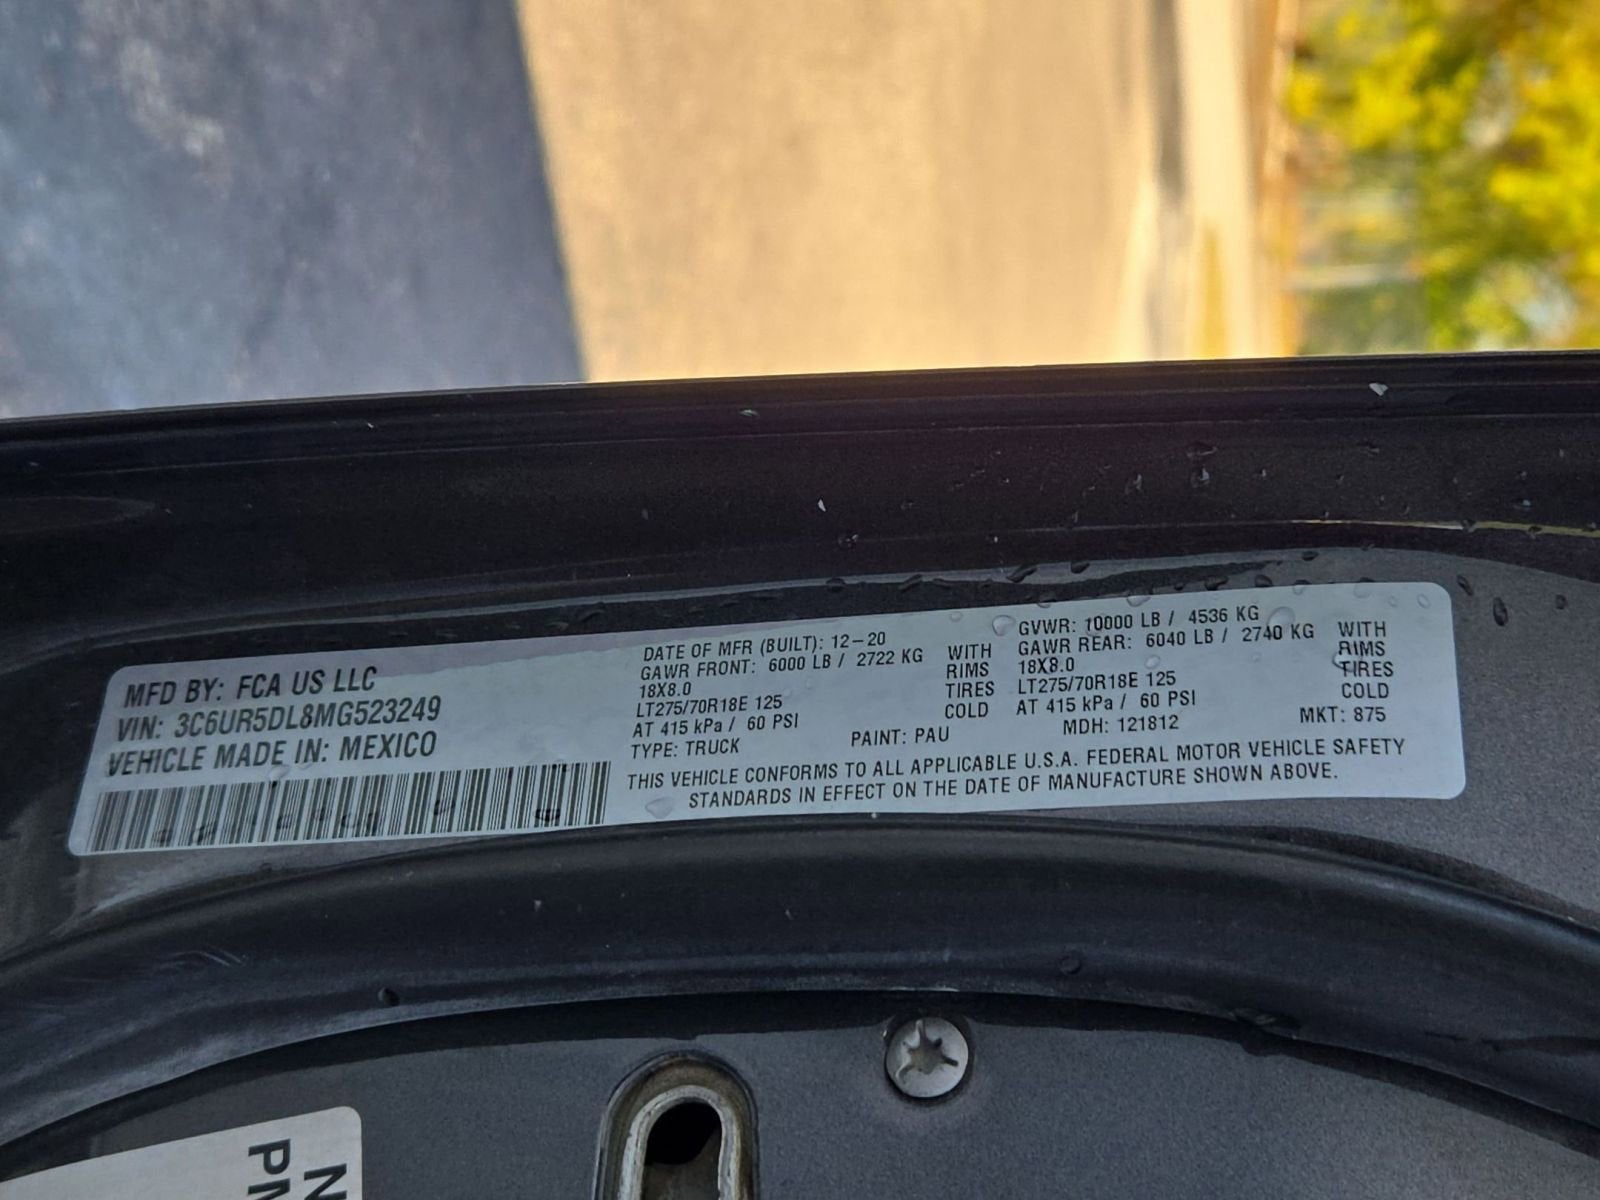 MFD BY: FCA US LLC
VIN: 3C6UR5DL8MG523249
VEHICLE MADE IN: MEXICO
DATE OF MFR (BUILT): 12-20
GAWR FRONT: 6000 LB / 2722 KG WITH
18X8.0 RIMS
LT275/70R18E 125 TIRES
AT 415 kPa / 60 PSI COLD
GVWR: 10000 LB / 4536 KG
GAWR REAR: 6040 LB / 2740 KG WITH
18X8.0 RIMS
LT275/70R18E 125 TIRES
AT 415 kPa / 60 PSI COLD
TYPE: TRUCK PAINT: PAU MDH: 121812 MKT: 875
THIS VEHICLE CONFORMS TO ALL APPLICABLE U.S.A. FEDERAL MOTOR VEHICLE SAFETY
STANDARDS IN EFFECT ON THE DATE OF MANUFACTURE SHOWN ABOVE.